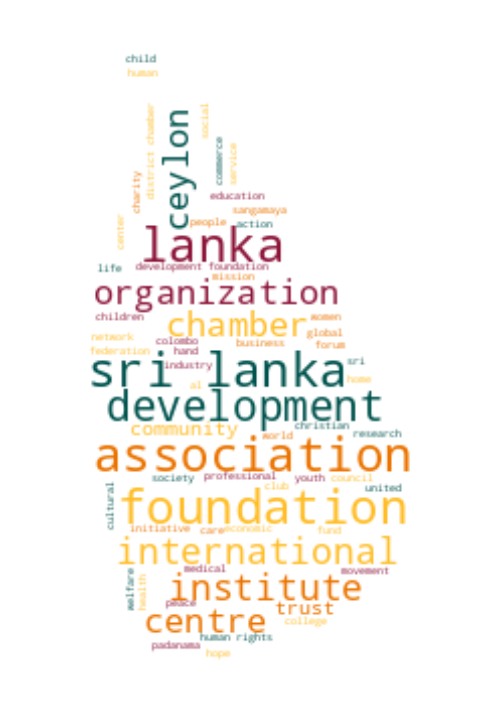 child
human
district chamber
social
ceylon
commerce
service
charity
education
center
sangamaya
people
action
lanka
life
development foundation
mission
organization
children
chamber
women
network
colombo
global
business
forum
federation
hand
sri lanka
sri
industry
home
al
development
community
christian
world
research
association
society
professional
youth
council
cultural
club
united
foundation
initiative
care
economic
fund
international
medical
movement
welfare
health
institute
peace
trust
centre
college
human rights
padanama
hope